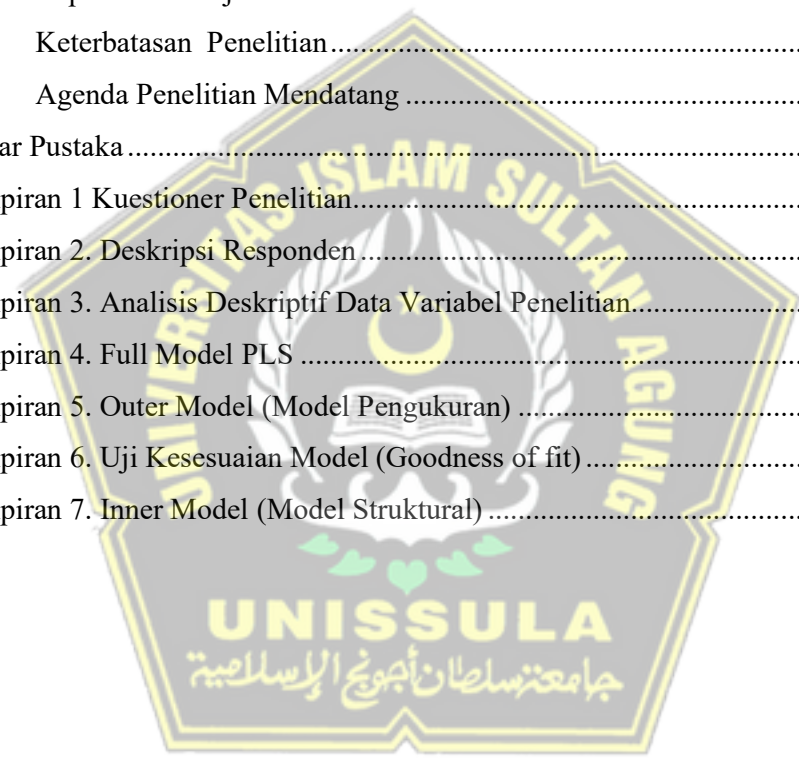 Keterbatasan Penelitian
Agenda Penelitian Mendatang
ar Pustaka
piran 1 Kuestioner Penelitian
piran 2. Deskripsi Responden
piran 3. Analisis Deskriptif Data Variabel Penelitian
piran 4. Full Model PLS
piran 5. Outer Model (Model Pengukuran)
piran 6. Uji Kesesuaian Model (Goodness of fit)
piran 7. Inner Model (Model Struktural)
UNIVERSITAS ISLAM SULTAN AGUNG
UNISSULA
جامعة سلطان أجونج الإسلامية